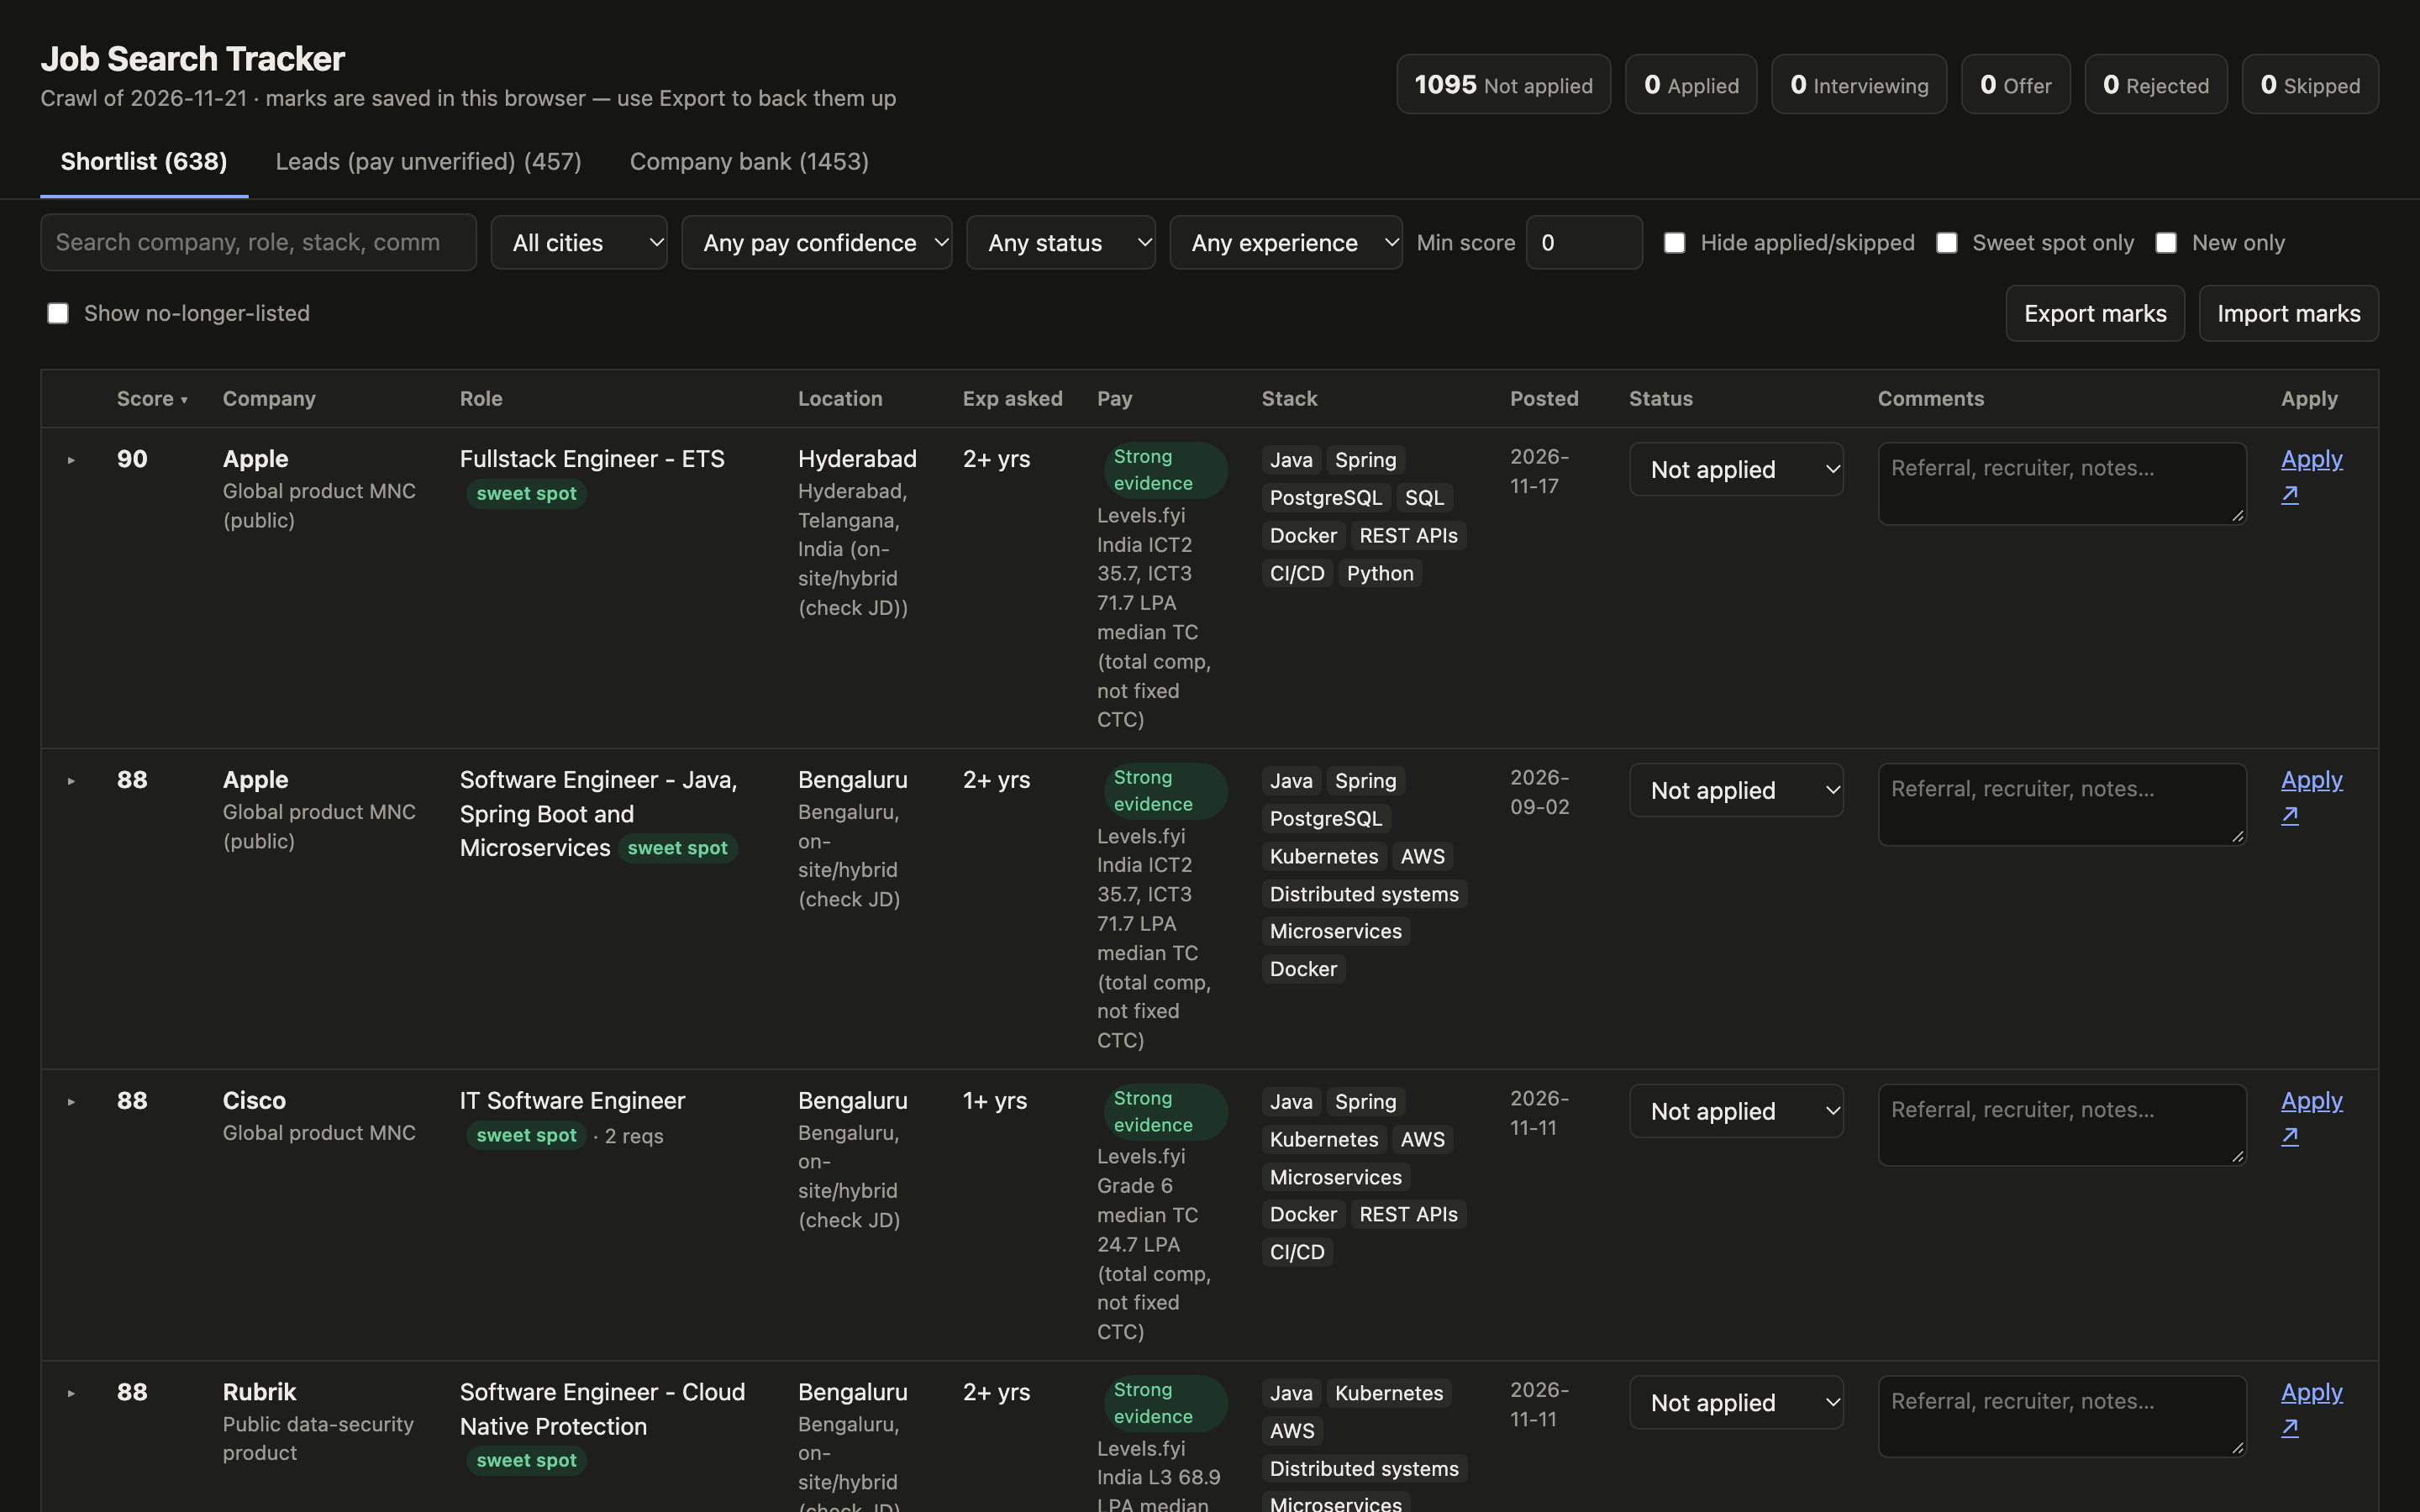 Job Search Tracker
Crawl of 2026-11-21 · marks are saved in this browser — use Export to back them up
1095 Not applied
0 Applied
0 Interviewing
0 Offer
0 Rejected
0 Skipped
Shortlist (638)
Leads (pay unverified) (457)
Company bank (1453)
Search company, role, stack, comm
All cities
Any pay confidence
Any status
Any experience
Min score
0
Hide applied/skipped
Sweet spot only
New only
Show no-longer-listed
Export marks
Import marks
Score ▾
Company
Role
Location
Exp asked
Pay
Stack
Posted
Status
Comments
Apply
▸
90
Apple
Global product MNC
(public)
Fullstack Engineer - ETS
sweet spot
Hyderabad
Hyderabad,
Telangana,
India (on-
site/hybrid
(check JD))
2+ yrs
Strong
evidence
Levels.fyi
India ICT2
35.7, ICT3
71.7 LPA
median TC
(total comp,
not fixed
CTC)
Java Spring
PostgreSQL SQL
Docker REST APIs
CI/CD Python
2026-
11-17
Not applied
Referral, recruiter, notes...
Apply
↗
▸
88
Apple
Global product MNC
(public)
Software Engineer - Java,
Spring Boot and
Microservices sweet spot
Bengaluru
Bengaluru,
on-
site/hybrid
(check JD)
2+ yrs
Strong
evidence
Levels.fyi
India ICT2
35.7, ICT3
71.7 LPA
median TC
(total comp,
not fixed
CTC)
Java Spring
PostgreSQL
Kubernetes AWS
Distributed systems
Microservices
Docker
2026-
09-02
Not applied
Referral, recruiter, notes...
Apply
↗
▸
88
Cisco
Global product MNC
IT Software Engineer
sweet spot · 2 reqs
Bengaluru
Bengaluru,
on-
site/hybrid
(check JD)
1+ yrs
Strong
evidence
Levels.fyi
Grade 6
median TC
24.7 LPA
(total comp,
not fixed
CTC)
Java Spring
Kubernetes AWS
Microservices
Docker REST APIs
CI/CD
2026-
11-11
Not applied
Referral, recruiter, notes...
Apply
↗
▸
88
Rubrik
Public data-security
product
Software Engineer - Cloud
Native Protection
sweet spot
Bengaluru
Bengaluru,
on-
site/hybrid
(check JD)
2+ yrs
Strong
evidence
Levels.fyi
India L3 68.9
LPA median
Java Kubernetes
AWS
Distributed systems
Microservices
2026-
11-11
Not applied
Referral, recruiter, notes...
Apply
↗